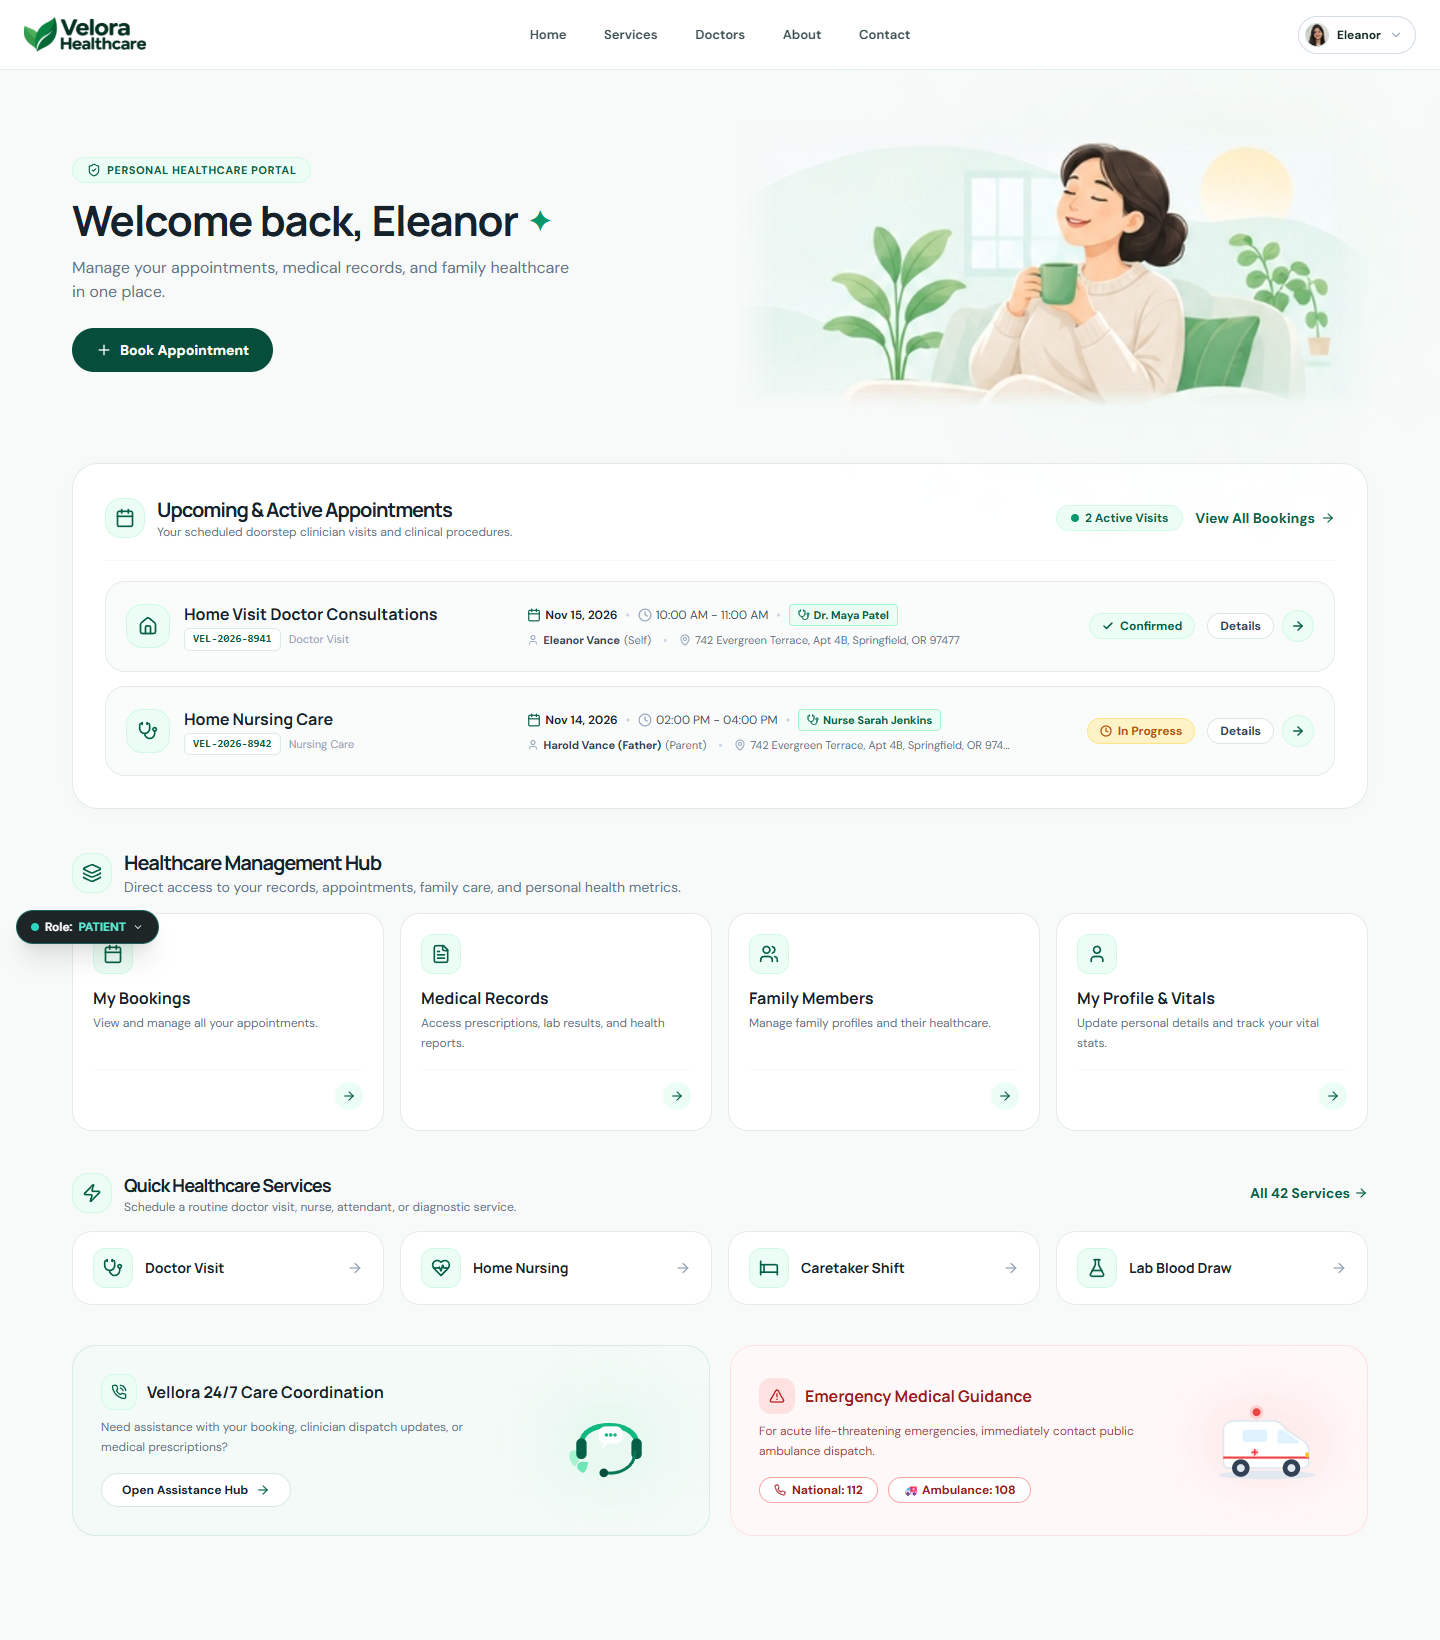 Velora
Healthcare
Home
Services
Doctors
About
Contact
Eleanor
PERSONAL HEALTHCARE PORTAL
Welcome back, Eleanor
Manage your appointments, medical records, and family healthcare
in one place.
Book Appointment
Upcoming & Active Appointments
Your scheduled doorstep clinician visits and clinical procedures.
2 Active Visits
View All Bookings
Home Visit Doctor Consultations
VEL-2026-8941
Doctor Visit
Nov 15, 2026 • 10:00 AM - 11:00 AM •
Dr. Maya Patel
Eleanor Vance (Self) • 742 Evergreen Terrace, Apt 4B, Springfield, OR 97477
Confirmed
Details
Home Nursing Care
VEL-2026-8942
Nursing Care
Nov 14, 2026 • 02:00 PM - 04:00 PM •
Nurse Sarah Jenkins
Harold Vance (Father) (Parent) • 742 Evergreen Terrace, Apt 4B, Springfield, OR 974...
In Progress
Details
Healthcare Management Hub
Direct access to your records, appointments, family care, and personal health metrics.
Role: PATIENT
My Bookings
View and manage all your appointments.
Medical Records
Access prescriptions, lab results, and health
reports.
Family Members
Manage family profiles and their healthcare.
My Profile & Vitals
Update personal details and track your vital
stats.
Quick Healthcare Services
Schedule a routine doctor visit, nurse, attendant, or diagnostic service.
All 42 Services
Doctor Visit
Home Nursing
Caretaker Shift
Lab Blood Draw
Vellora 24/7 Care Coordination
Need assistance with your booking, clinician dispatch updates, or
medical prescriptions?
Open Assistance Hub
Emergency Medical Guidance
For acute life-threatening emergencies, immediately contact public
ambulance dispatch.
National: 112
Ambulance: 108